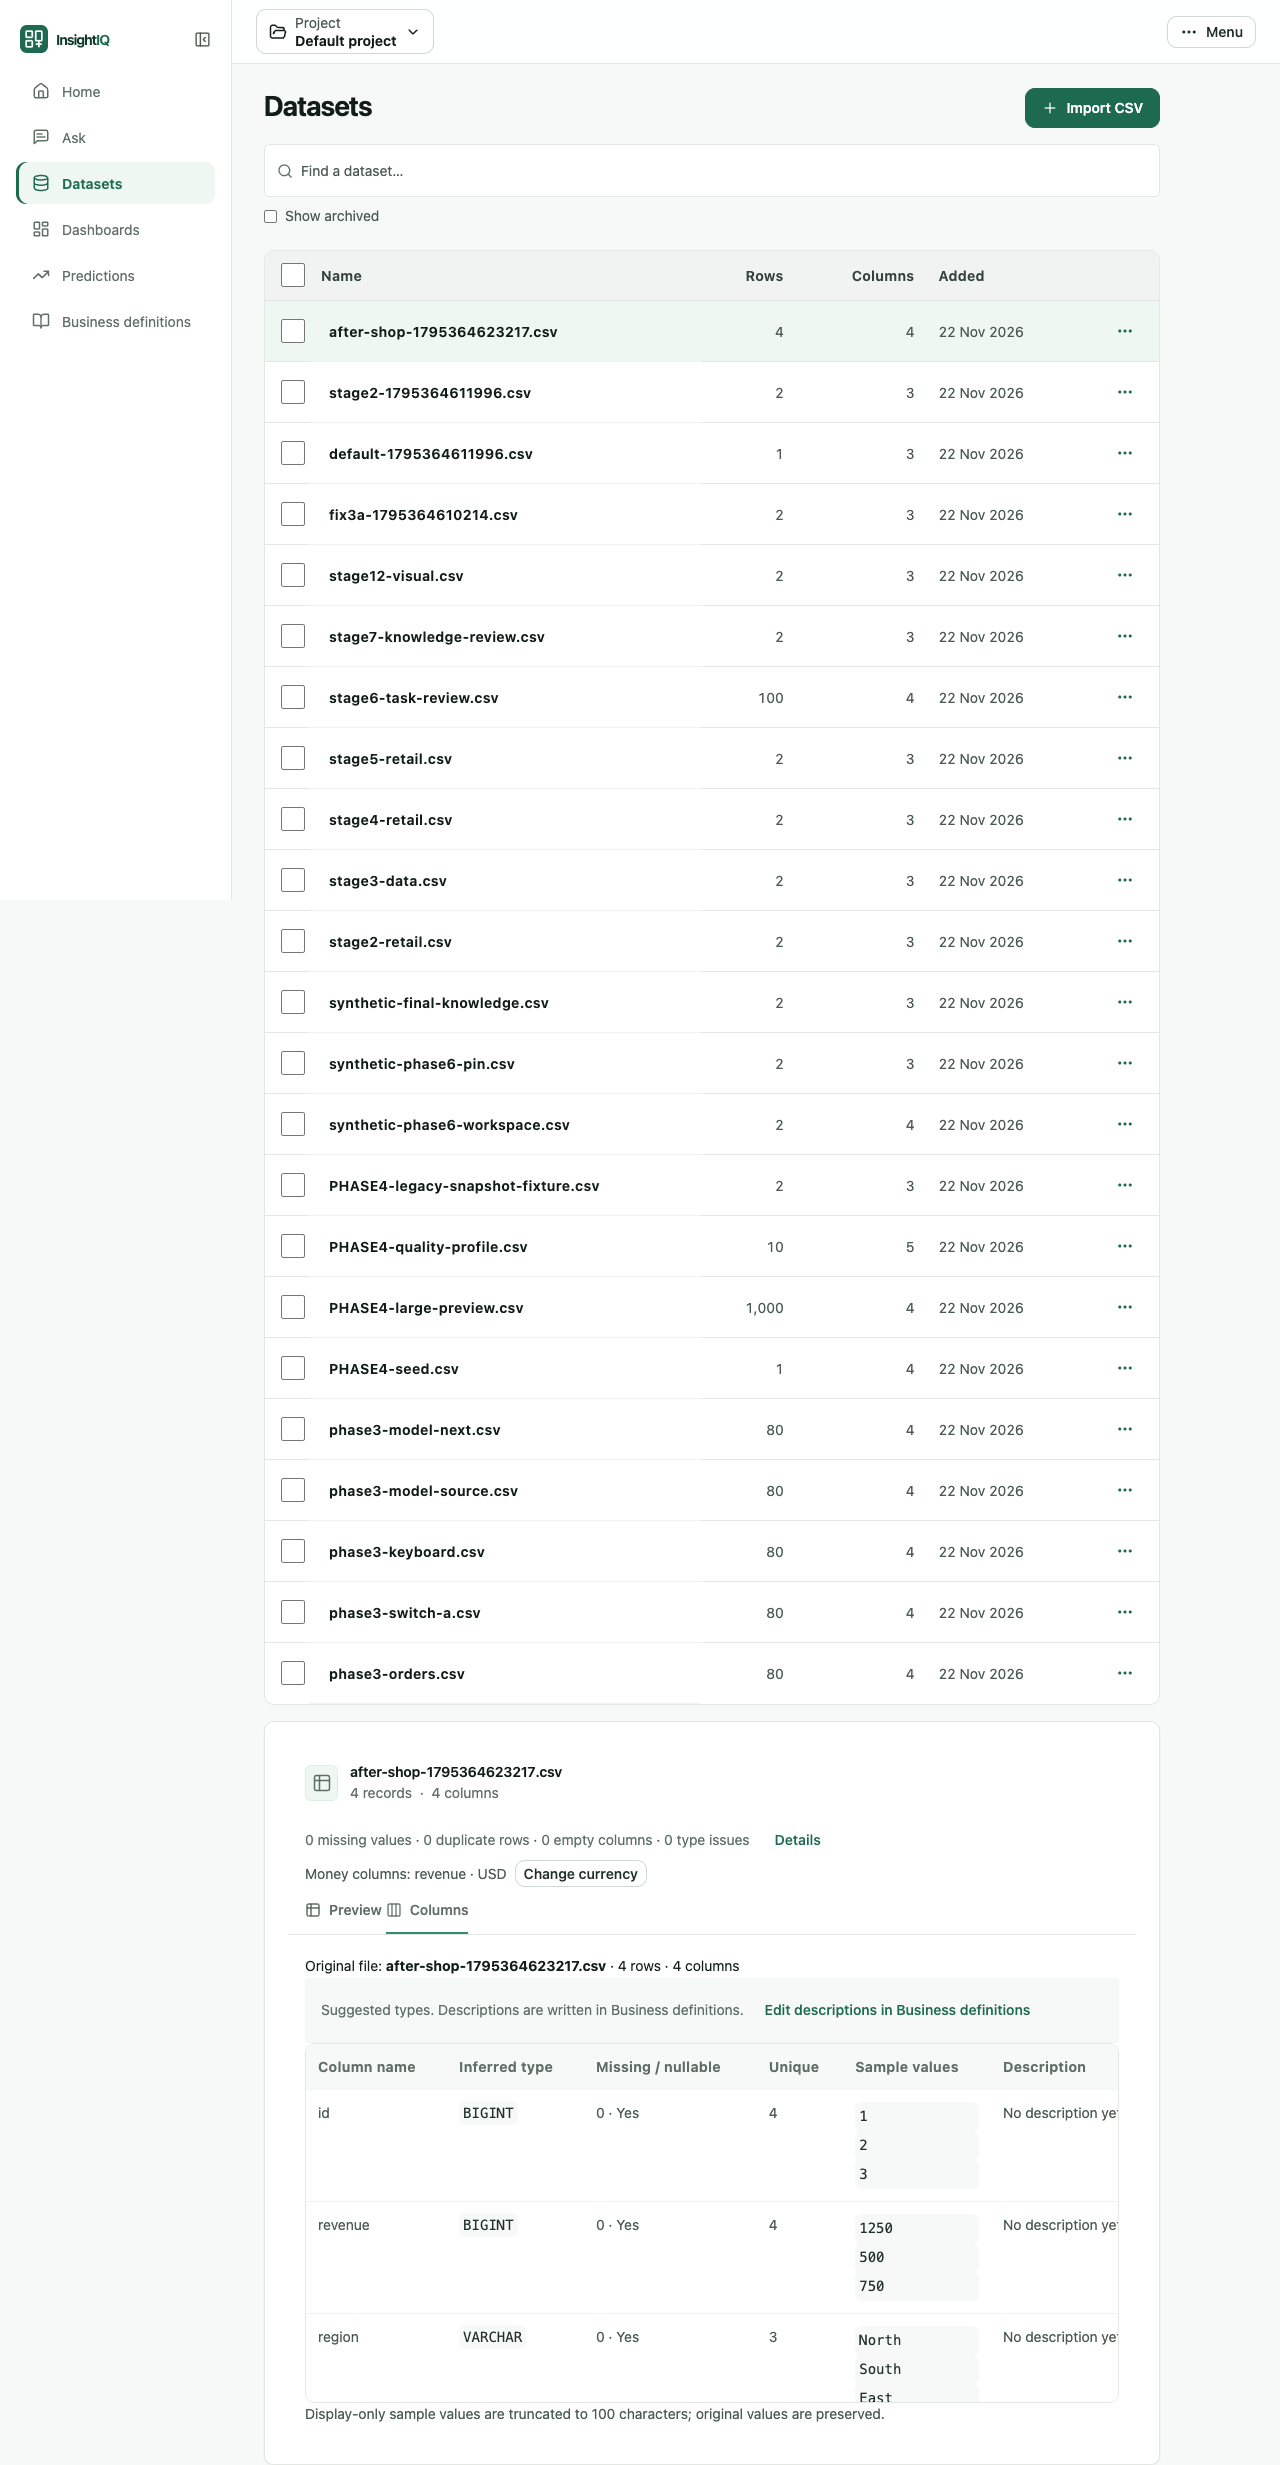 InsightIQ
Home
Ask
Datasets
Dashboards
Predictions
Business definitions
Project
Default project
Menu
Datasets
Import CSV
Find a dataset...
Show archived
Name Rows Columns Added
after-shop-1795364623217.csv 4 4 22 Nov 2026
stage2-1795364611996.csv 2 3 22 Nov 2026
default-1795364611996.csv 1 3 22 Nov 2026
fix3a-1795364610214.csv 2 3 22 Nov 2026
stage12-visual.csv 2 3 22 Nov 2026
stage7-knowledge-review.csv 2 3 22 Nov 2026
stage6-task-review.csv 100 4 22 Nov 2026
stage5-retail.csv 2 3 22 Nov 2026
stage4-retail.csv 2 3 22 Nov 2026
stage3-data.csv 2 3 22 Nov 2026
stage2-retail.csv 2 3 22 Nov 2026
synthetic-final-knowledge.csv 2 3 22 Nov 2026
synthetic-phase6-pin.csv 2 3 22 Nov 2026
synthetic-phase6-workspace.csv 2 4 22 Nov 2026
PHASE4-legacy-snapshot-fixture.csv 2 3 22 Nov 2026
PHASE4-quality-profile.csv 10 5 22 Nov 2026
PHASE4-large-preview.csv 1,000 4 22 Nov 2026
PHASE4-seed.csv 1 4 22 Nov 2026
phase3-model-next.csv 80 4 22 Nov 2026
phase3-model-source.csv 80 4 22 Nov 2026
phase3-keyboard.csv 80 4 22 Nov 2026
phase3-switch-a.csv 80 4 22 Nov 2026
phase3-orders.csv 80 4 22 Nov 2026
after-shop-1795364623217.csv
4 records · 4 columns
0 missing values · 0 duplicate rows · 0 empty columns · 0 type issues Details
Money columns: revenue · USD Change currency
Preview Columns
Original file: after-shop-1795364623217.csv · 4 rows · 4 columns
Suggested types. Descriptions are written in Business definitions. Edit descriptions in Business definitions
Column name Inferred type Missing / nullable Unique Sample values Description
id BIGINT 0 · Yes 4 1 No description yet
2
3
revenue BIGINT 0 · Yes 4 1250 No description yet
500
750
region VARCHAR 0 · Yes 3 North No description yet
South
East
Display-only sample values are truncated to 100 characters; original values are preserved.